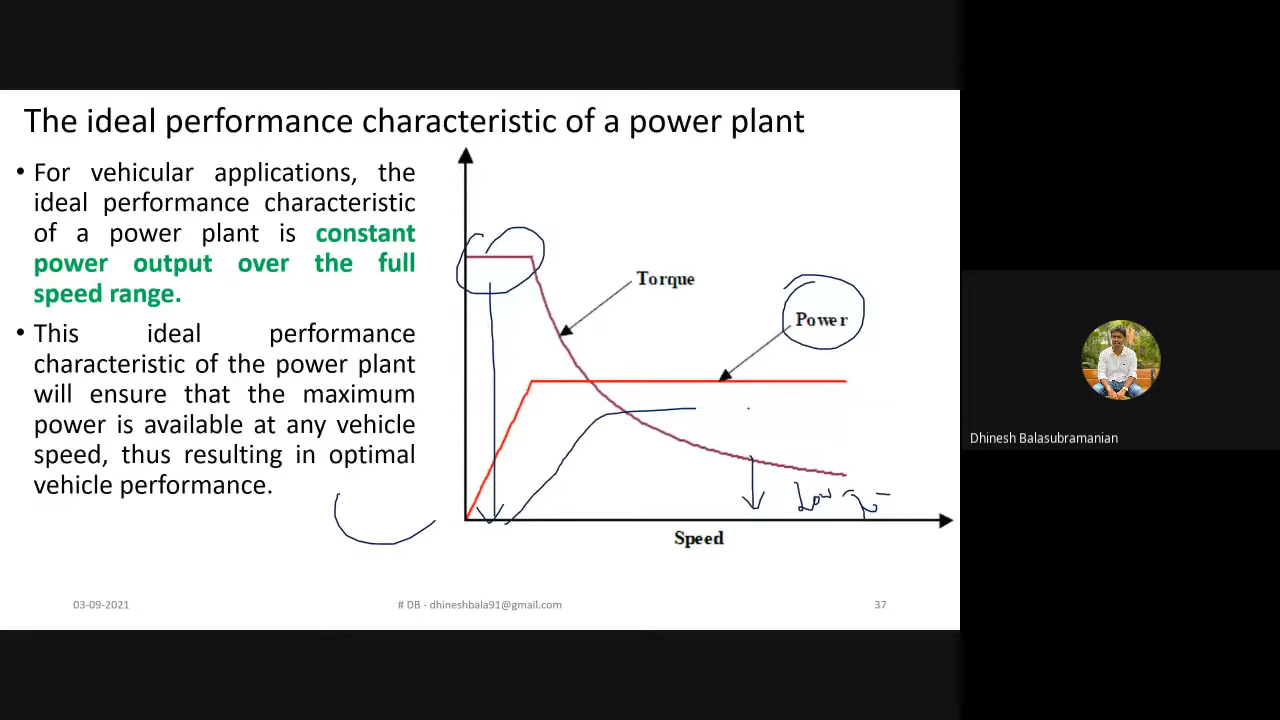 The ideal performance characteristic of a power plant
• For vehicular applications, the
ideal performance characteristic
of a power plant is constant
power output over the full
speed range.
• This ideal performance
characteristic of the power plant
will ensure that the maximum
power is available at any vehicle
speed, thus resulting in optimal
vehicle performance.
Torque
Power
Low
Speed
03-09-2021
# DB - dhineshbala91@gmail.com
37
Dhinesh Balasubramanian